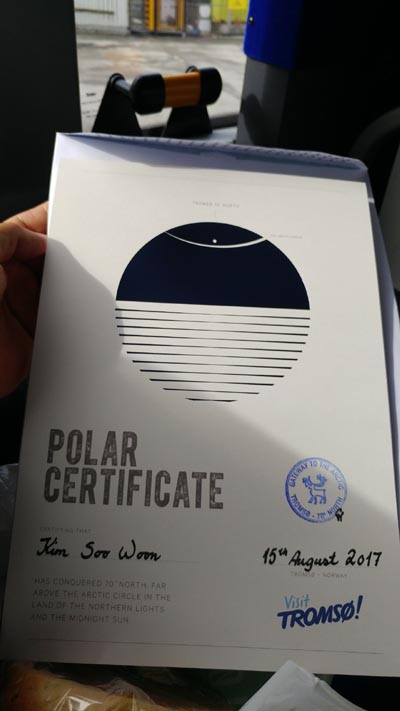 TROMSØ 70° NORTH
POLAR
CERTIFICATE
GATEWAY TO THE ARCTIC
TROMSØ - 70° NORTH
CERTIFYING THAT
Kim Soo Woon
15th August 2017
TROMSØ - NORWAY
HAS CONQUERED 70° NORTH, FAR
ABOVE THE ARCTIC CIRCLE IN THE
LAND OF THE NORTHERN LIGHTS
AND THE MIDNIGHT SUN.
Visit
TROMSØ!